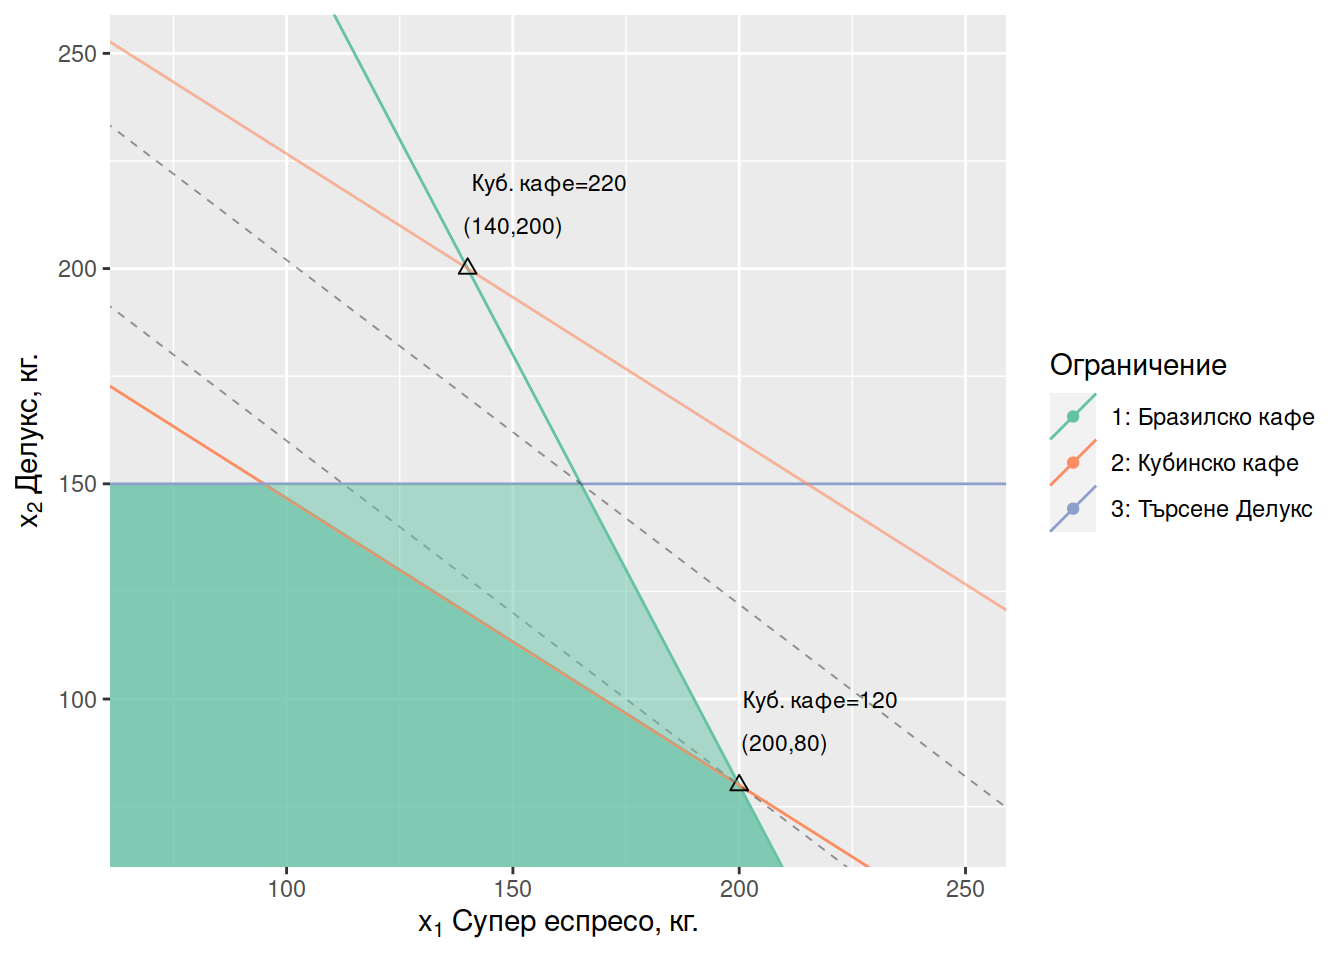 250
200
150
100
x2 Делукс, кг.
Куб. кафе=220
(140,200)
Куб. кафе=120
(200,80)
100
150
200
250
x1 Супер еспресо, кг.
Ограничение
1: Бразилско кафе
2: Кубинско кафе
3: Търсене Делукс